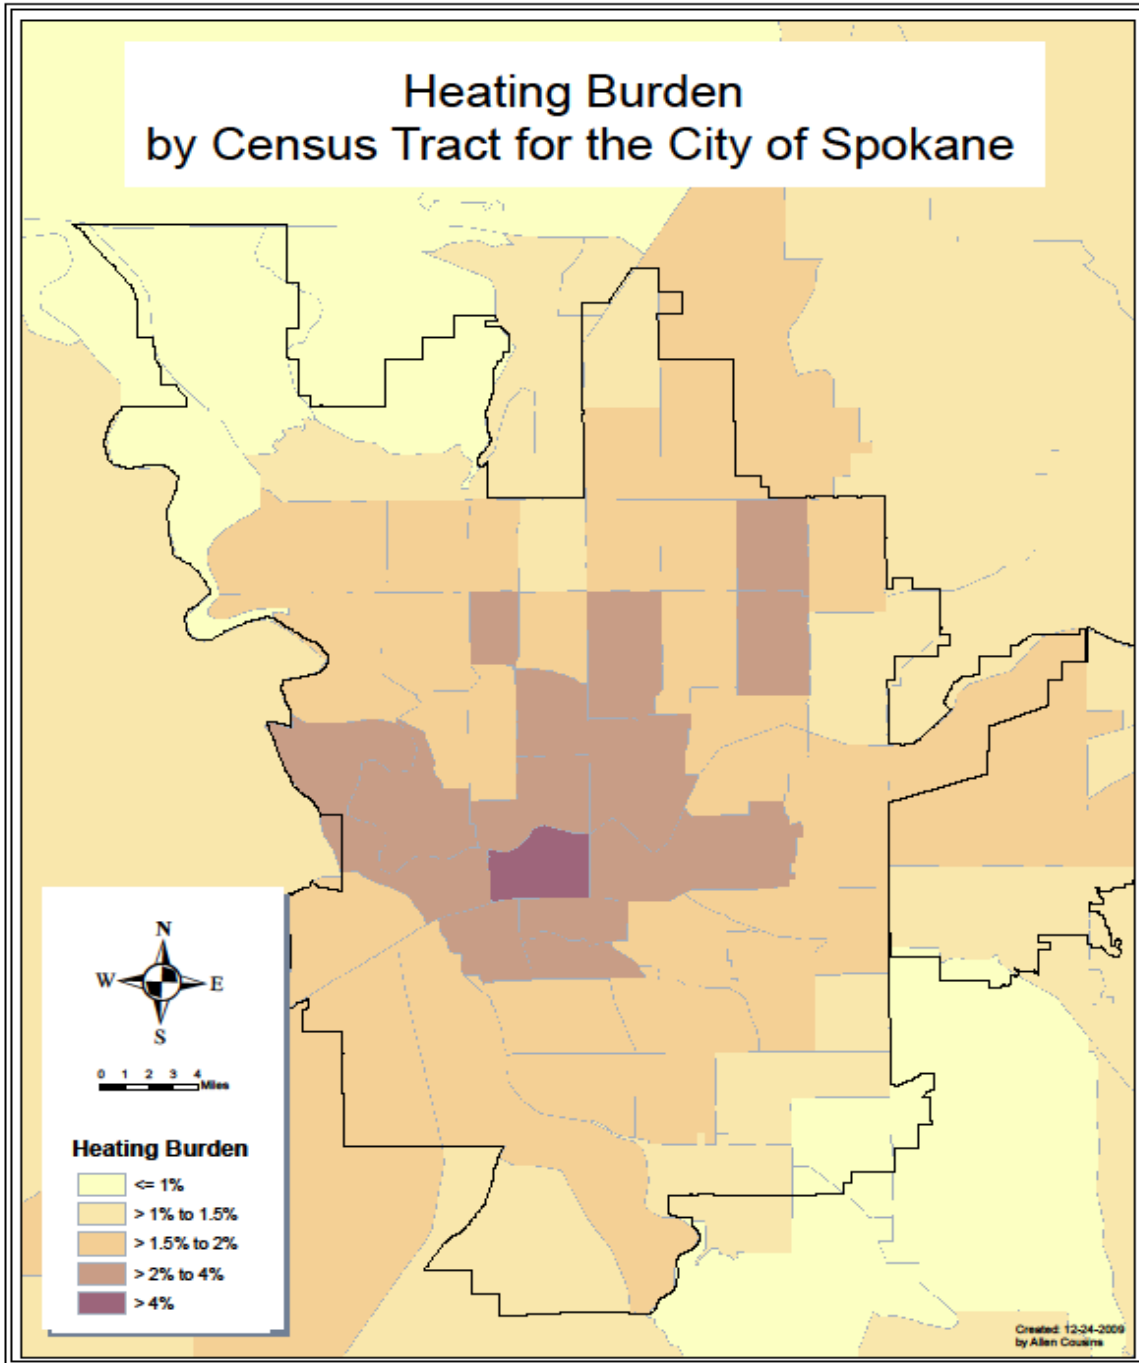 Heating Burden
by Census Tract for the City of Spokane
N
W E
S
0 1 2 3 4
Miles
Heating Burden
<= 1%
> 1% to 1.5%
> 1.5% to 2%
> 2% to 4%
> 4%
Created: 12-24-2009
by Allen Cousins